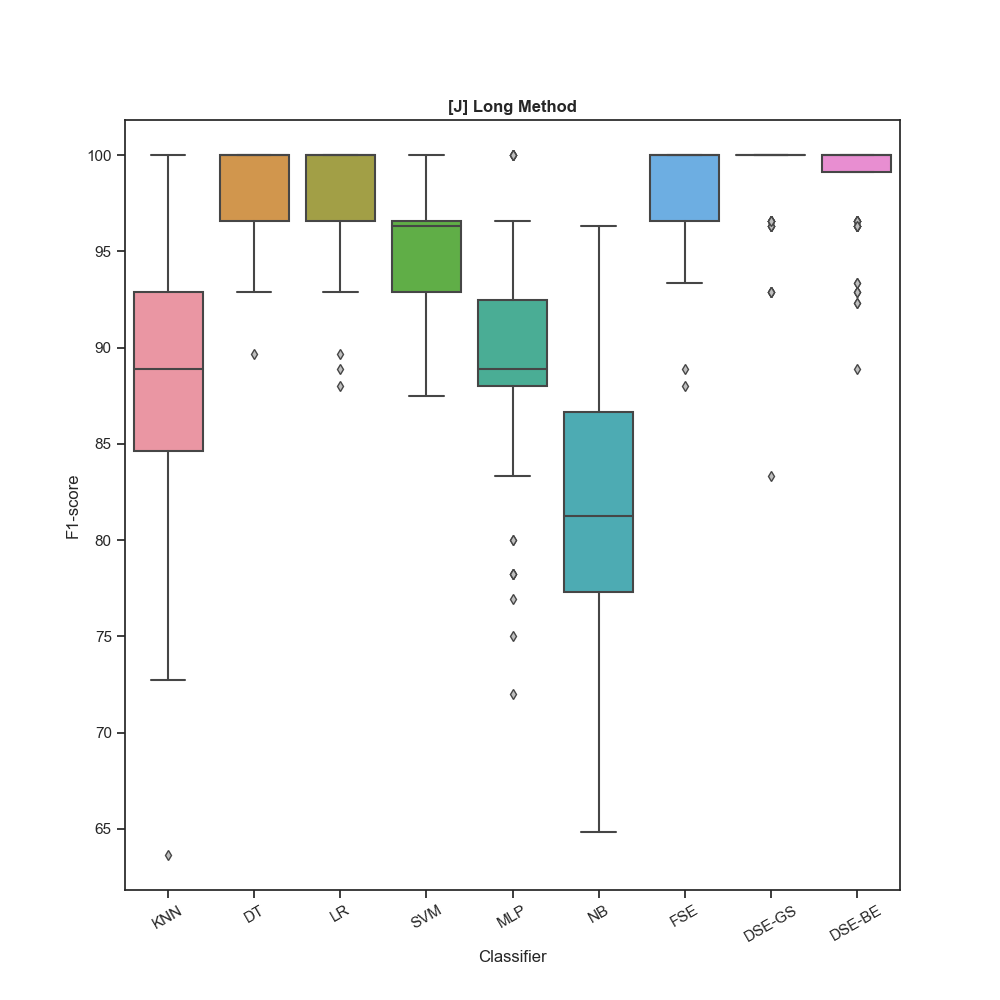 [J] Long Method
100
95
90
85
80
75
70
65
F1-score
KNN
DT
LR
SVM
MLP
NB
FSE
DSE-GS
DSE-BE
Classifier